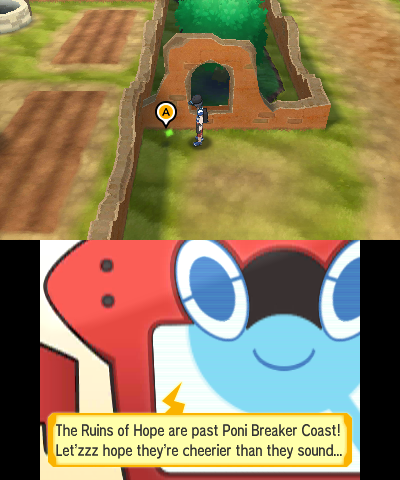 A
The Ruins of Hope are past Poni Breaker Coast!
Let'zzz hope they're cheerier than they sound...